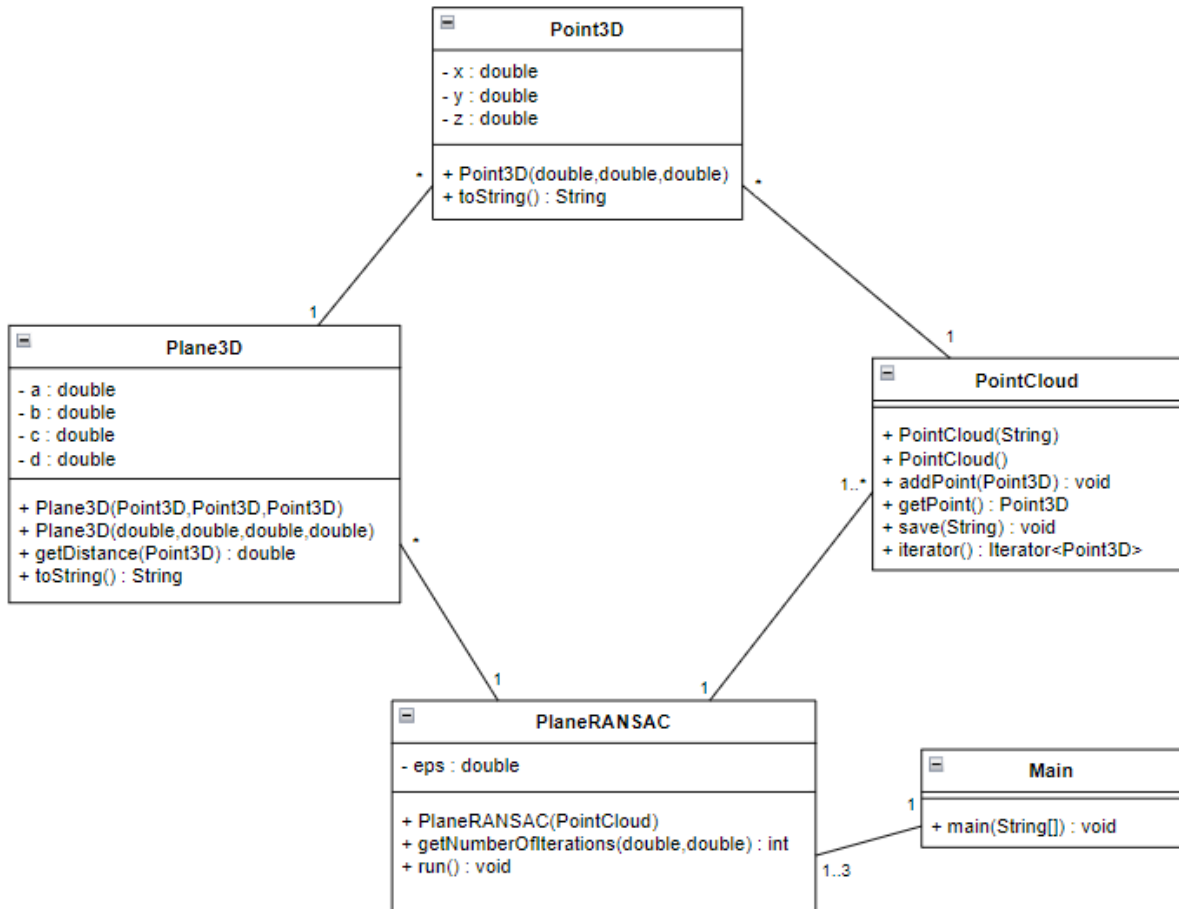 Point3D
- x : double
- y : double
- z : double
+ Point3D(double,double,double)
+ toString() : String
*
*
1
1
Plane3D
- a : double
- b : double
- c : double
- d : double
+ Plane3D(Point3D,Point3D,Point3D)
+ Plane3D(double,double,double,double)
+ getDistance(Point3D) : double
+ toString() : String
PointCloud
+ PointCloud(String)
+ PointCloud()
+ addPoint(Point3D) : void
+ getPoint() : Point3D
+ save(String) : void
+ iterator() : Iterator<Point3D>
*
1..*
1
1
PlaneRANSAC
- eps : double
+ PlaneRANSAC(PointCloud)
+ getNumberOfIterations(double,double) : int
+ run() : void
1
1..3
Main
+ main(String[]) : void